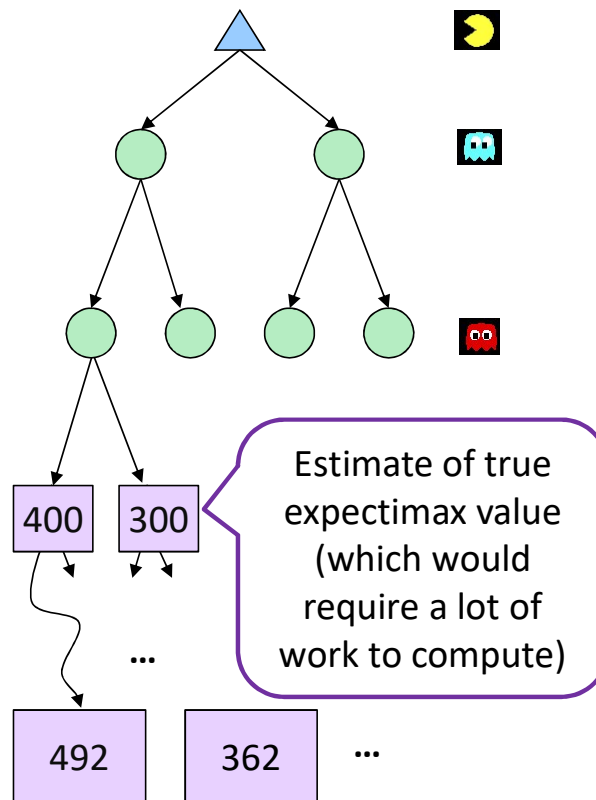 Estimate of true
expectimax value
(which would
require a lot of
work to compute)
400
300
...
492
362
...